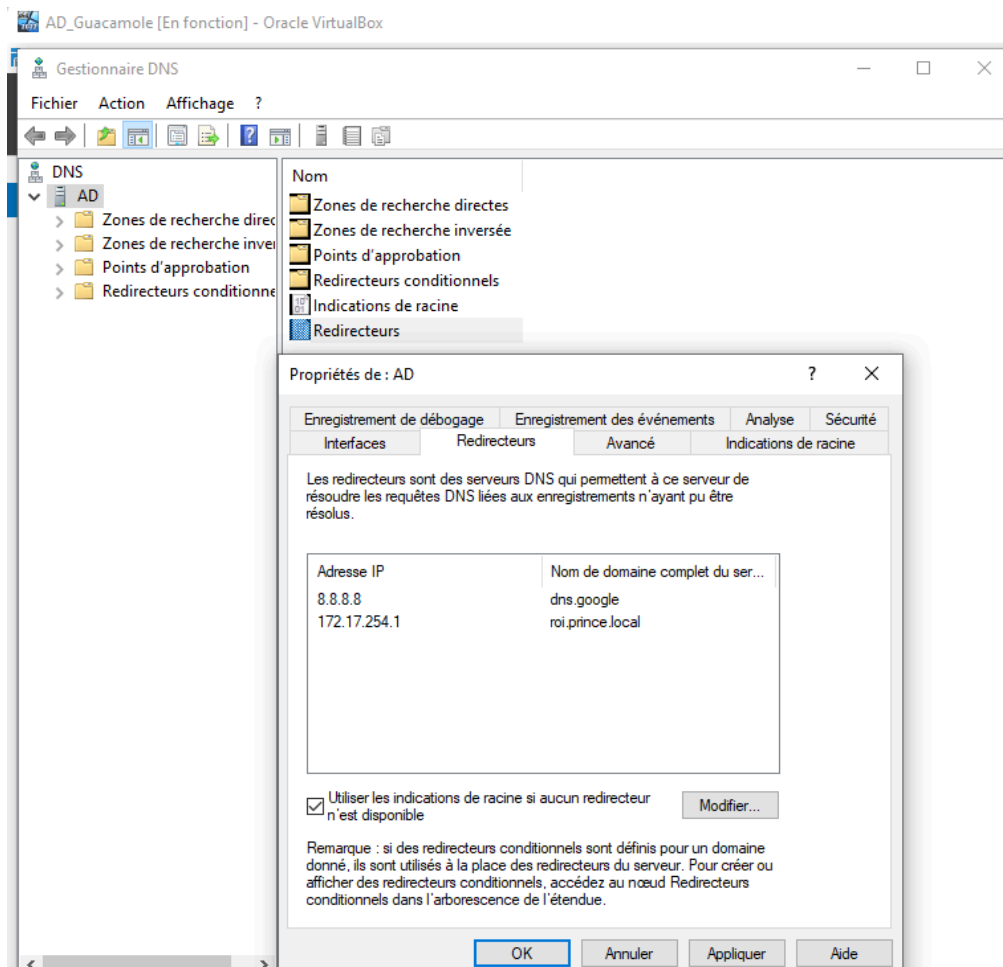 AD_Guacamole [En fonction] - Oracle VirtualBox
Gestionnaire DNS
Fichier Action Affichage ?
DNS
AD
Zones de recherche direc
Zones de recherche inver
Points d'approbation
Redirecteurs conditionne
Nom
Zones de recherche directes
Zones de recherche inversée
Points d'approbation
Redirecteurs conditionnels
Indications de racine
Redirecteurs
Propriétés de : AD ?
Enregistrement de débogage Enregistrement des événements Analyse Sécurité
Interfaces Redirecteurs Avancé Indications de racine
Les redirecteurs sont des serveurs DNS qui permettent à ce serveur de
résoudre les requêtes DNS liées aux enregistrements n'ayant pu être
résolus.
Adresse IP Nom de domaine complet du ser...
8.8.8.8 dns.google
172.17.254.1 roi.prince.local
Utiliser les indications de racine si aucun redirecteur
n'est disponible
Modifier...
Remarque : si des redirecteurs conditionnels sont définis pour un domaine
donné, ils sont utilisés à la place des redirecteurs du serveur. Pour créer ou
afficher des redirecteurs conditionnels, accédez au nœud Redirecteurs
conditionnels dans l'arborescence de l'étendue.
OK Annuler Appliquer Aide